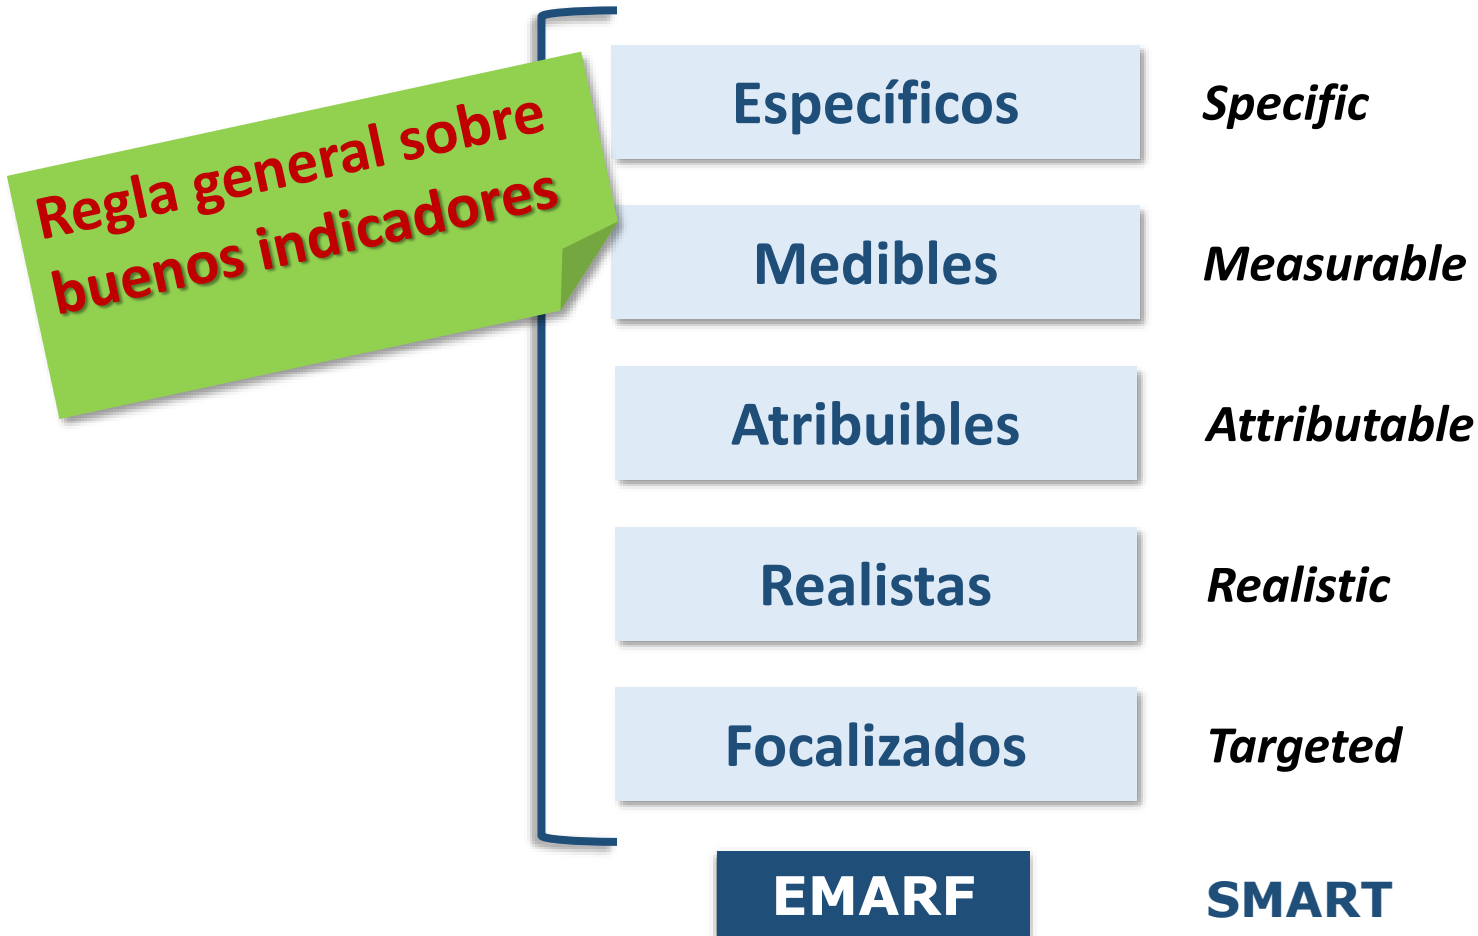 Regla general sobre
buenos indicadores
Específicos
Specific
Medibles
Measurable
Atribuibles
Attributable
Realistas
Realistic
Focalizados
Targeted
EMARF
SMART